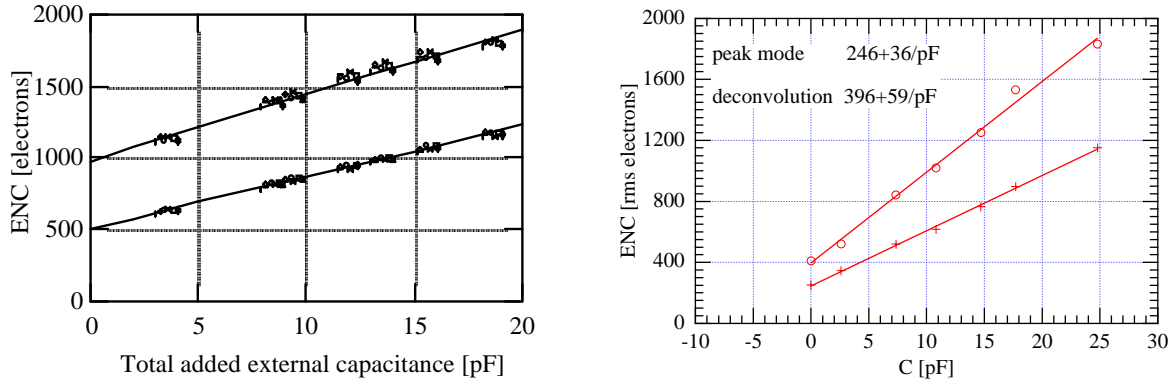 2000
1500
1000
500
0
ENC [electrons]
0 5 10 15 20
Total added external capacitance [pF]
2000
1600
1200
800
400
0
ENC [rms electrons]
peak mode 246+36/pF
deconvolution 396+59/pF
-10 -5 0 5 10 15 20 25 30
C [pF]